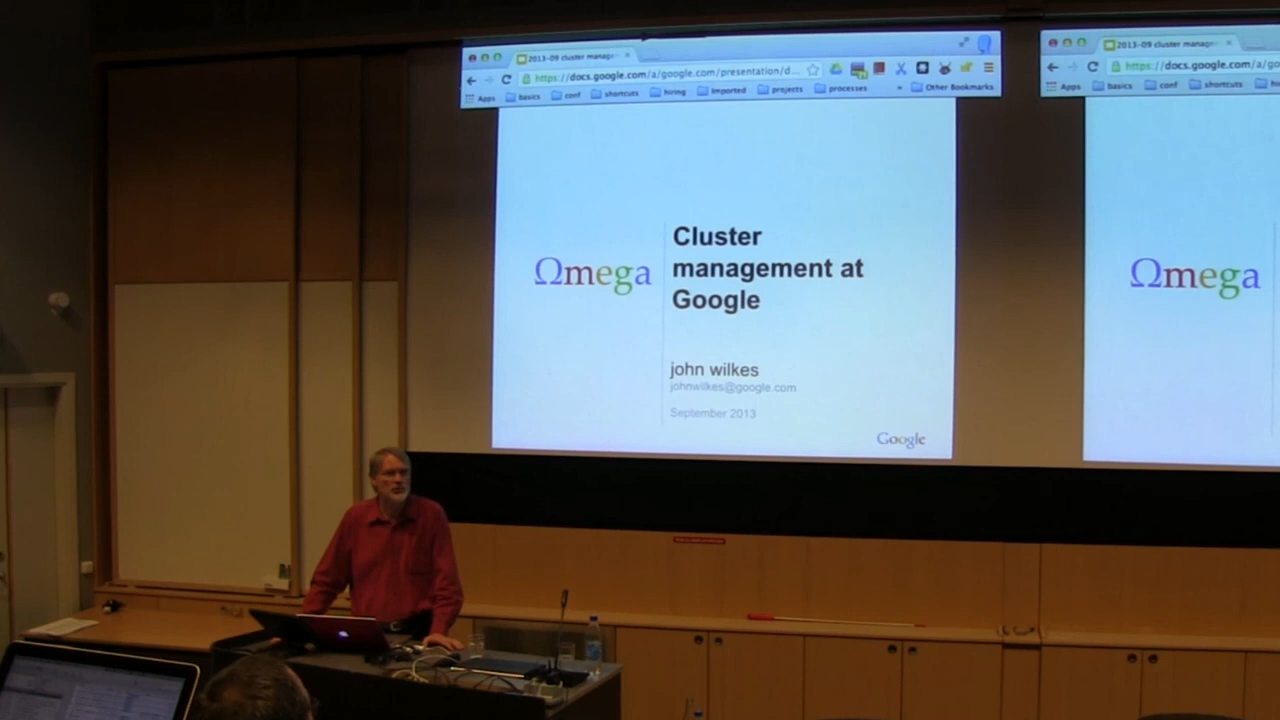 2013-09 cluster manage
https://docs.google.com/a/google.com/presentation/d...
Apps basics conf shortcuts hiring Imported projects processes » Other Bookmarks
Ωmega
Cluster
management at
Google
john wilkes
johnwilkes@google.com
September 2013
Google
2013-09 cluster manage
https://docs.google.com/a/go
Apps basics conf shortcuts
Ωmega